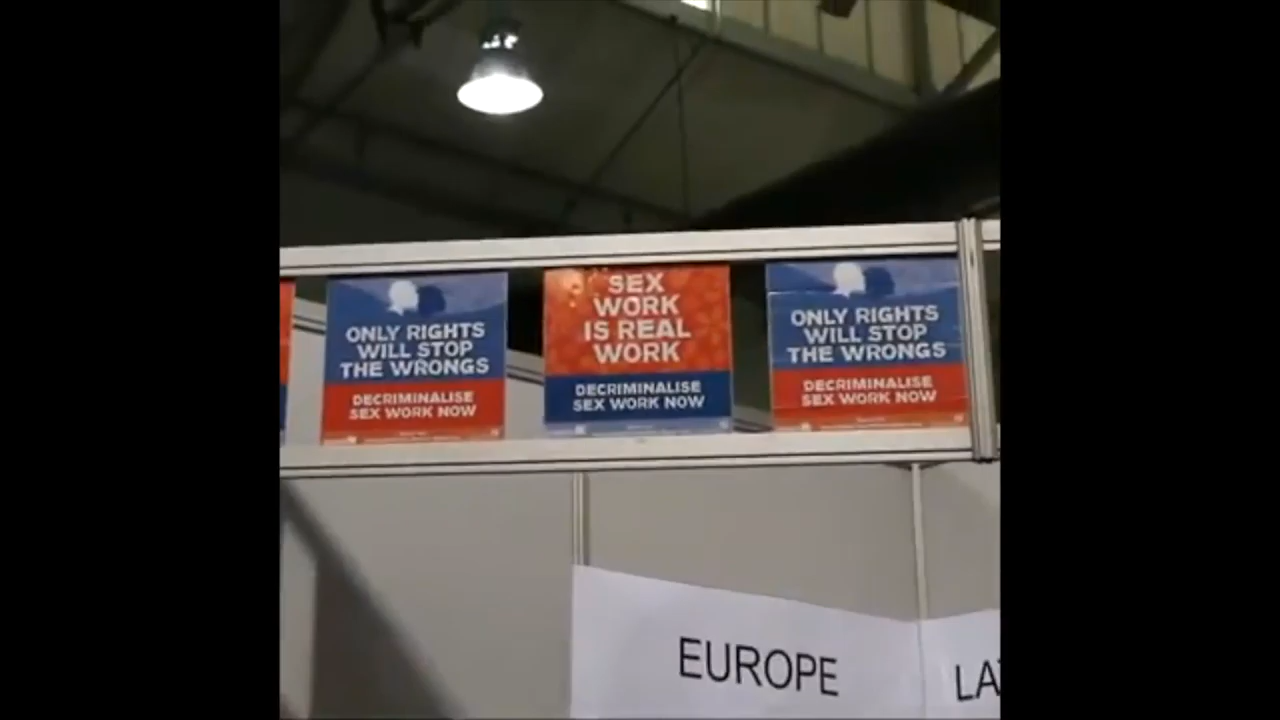 ONLY RIGHTS
WILL STOP
THE WRONGS
DECRIMINALISE
SEX WORK NOW
SEX
WORK
IS REAL
WORK
DECRIMINALISE
SEX WORK NOW
ONLY RIGHTS
WILL STOP
THE WRONGS
DECRIMINALISE
SEX WORK NOW
EUROPE